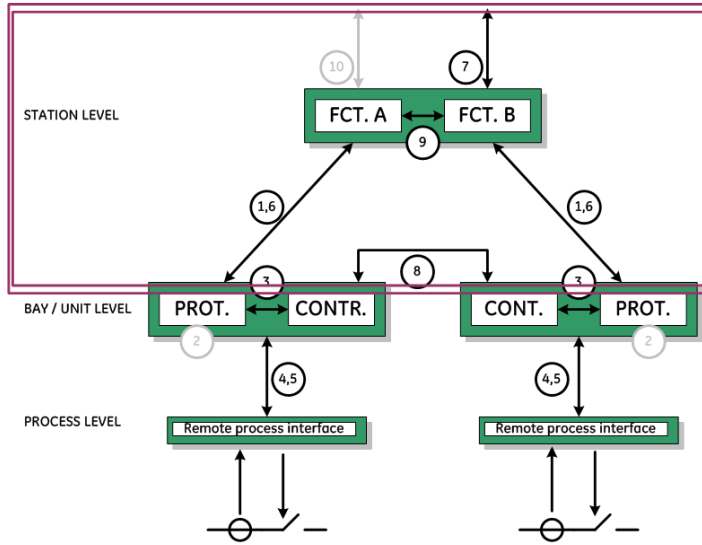 10
7
STATION LEVEL
FCT. A
FCT. B
9
1,6
1,6
8
3
3
BAY / UNIT LEVEL
PROT.
CONTR.
CONT.
PROT.
2
2
4,5
4,5
PROCESS LEVEL
Remote process interface
Remote process interface